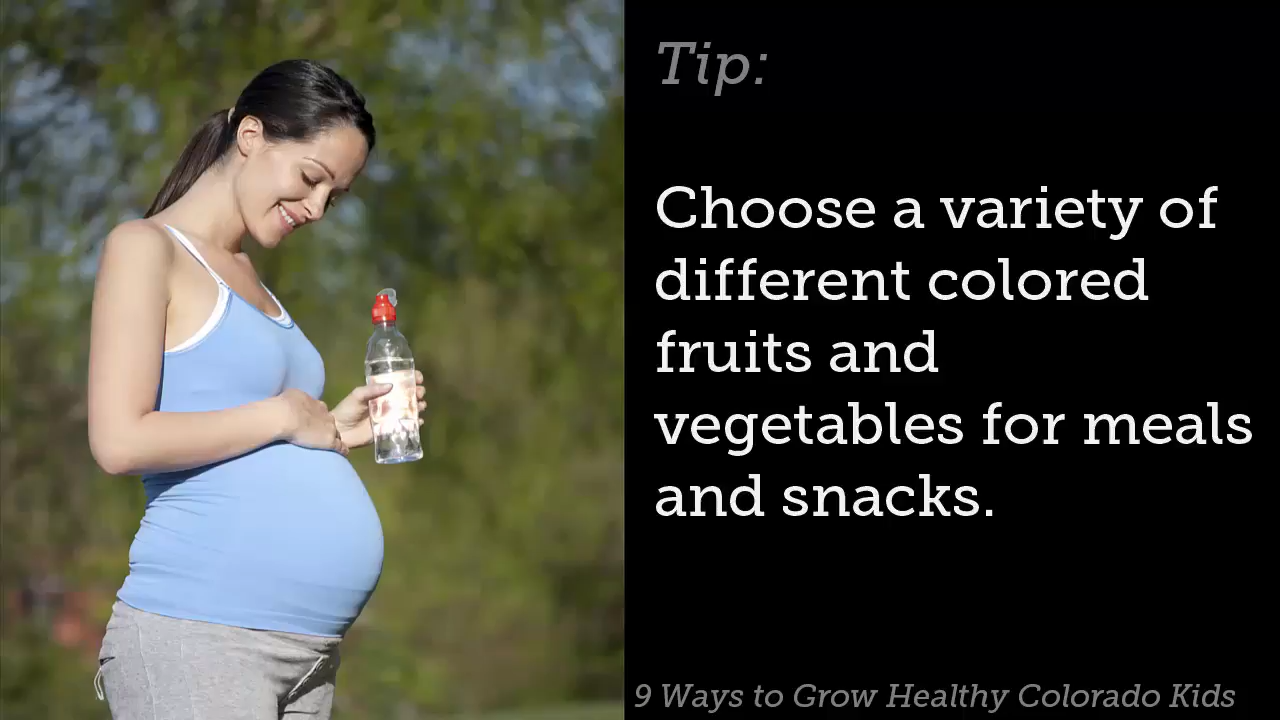 Tip:
Choose a variety of
different colored
fruits and
vegetables for meals
and snacks.
9 Ways to Grow Healthy Colorado Kids